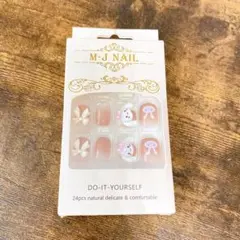 M·J NAIL
DO-IT-YOURSELF
24pcs natural delicate & comfortable